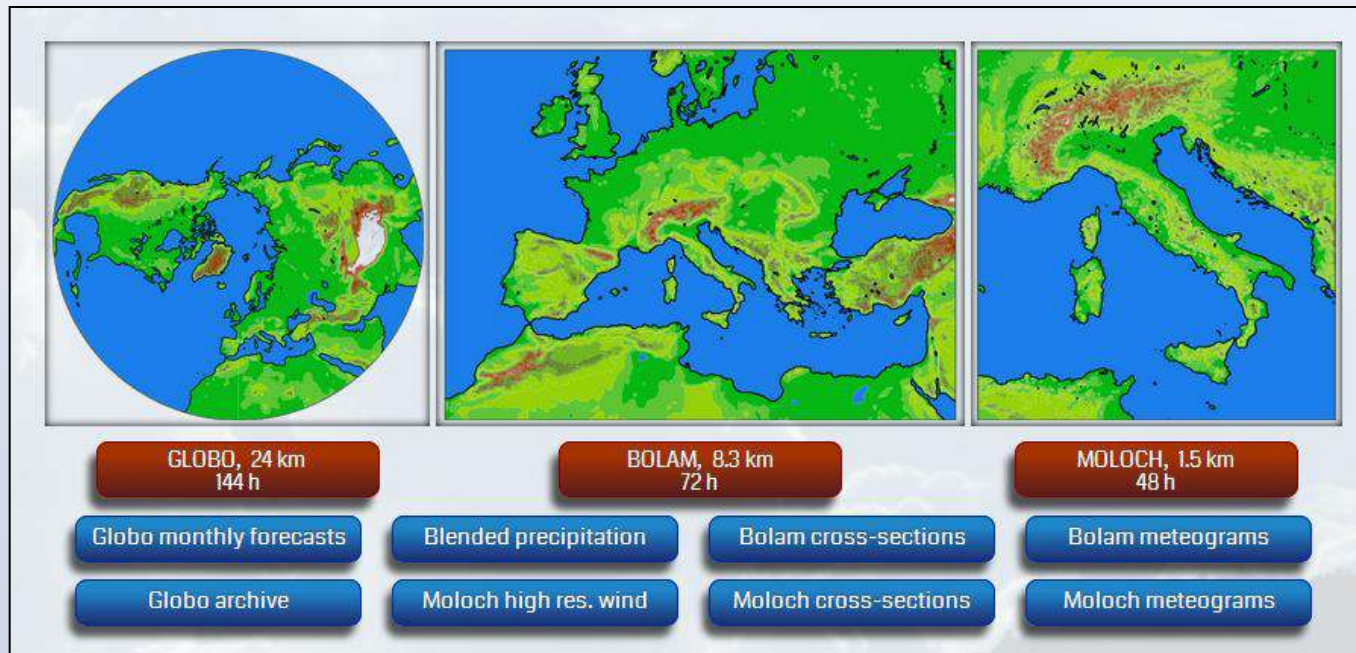 GLOBO, 24 km
144 h
BOLAM, 8.3 km
72 h
MOLOCH, 1.5 km
48 h
Globo monthly forecasts
Blended precipitation
Bolam cross-sections
Bolam meteograms
Globo archive
Moloch high res. wind
Moloch cross-sections
Moloch meteograms